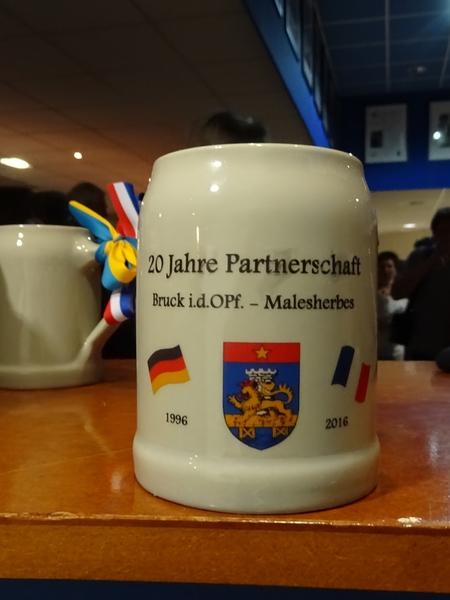 20 Jahre Partnerschaft
Bruck i.d.OPf. – Malesherbes
1996
2016